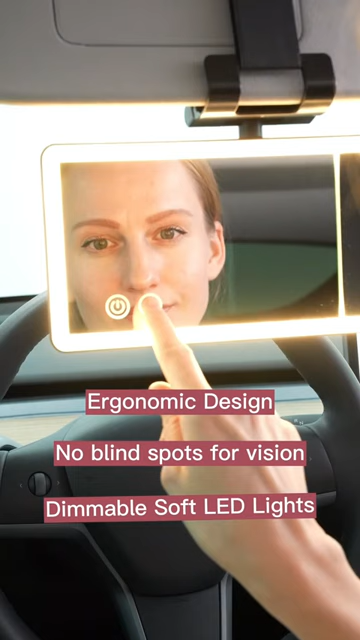 Ergonomic Design
No blind spots for vision
Dimmable Soft LED Lights